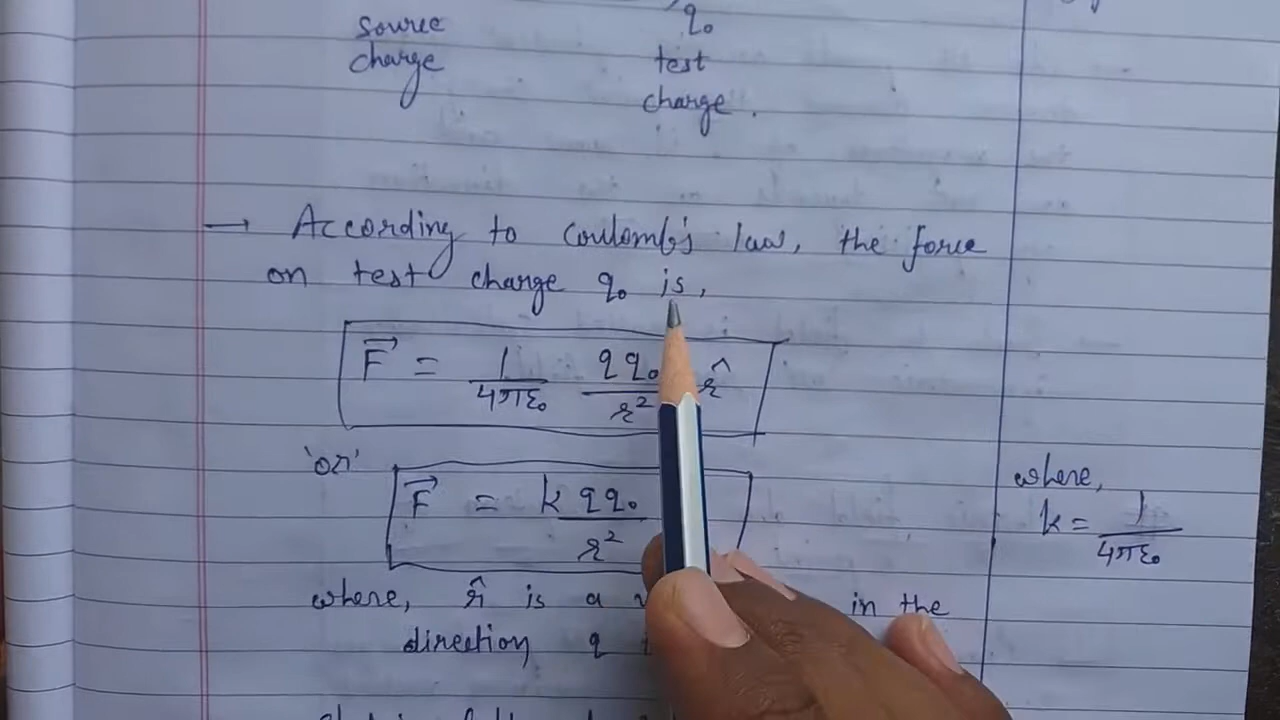 source q₀
charge test
charge.
→ According to Coulomb's law, the force
on test charge q₀ is,
F⃗ = 1/4πε₀ qq₀/r² r̂
'or'
F⃗ = k qq₀/r²
where,
k = 1/4πε₀
where, r̂ is a in the
direction q